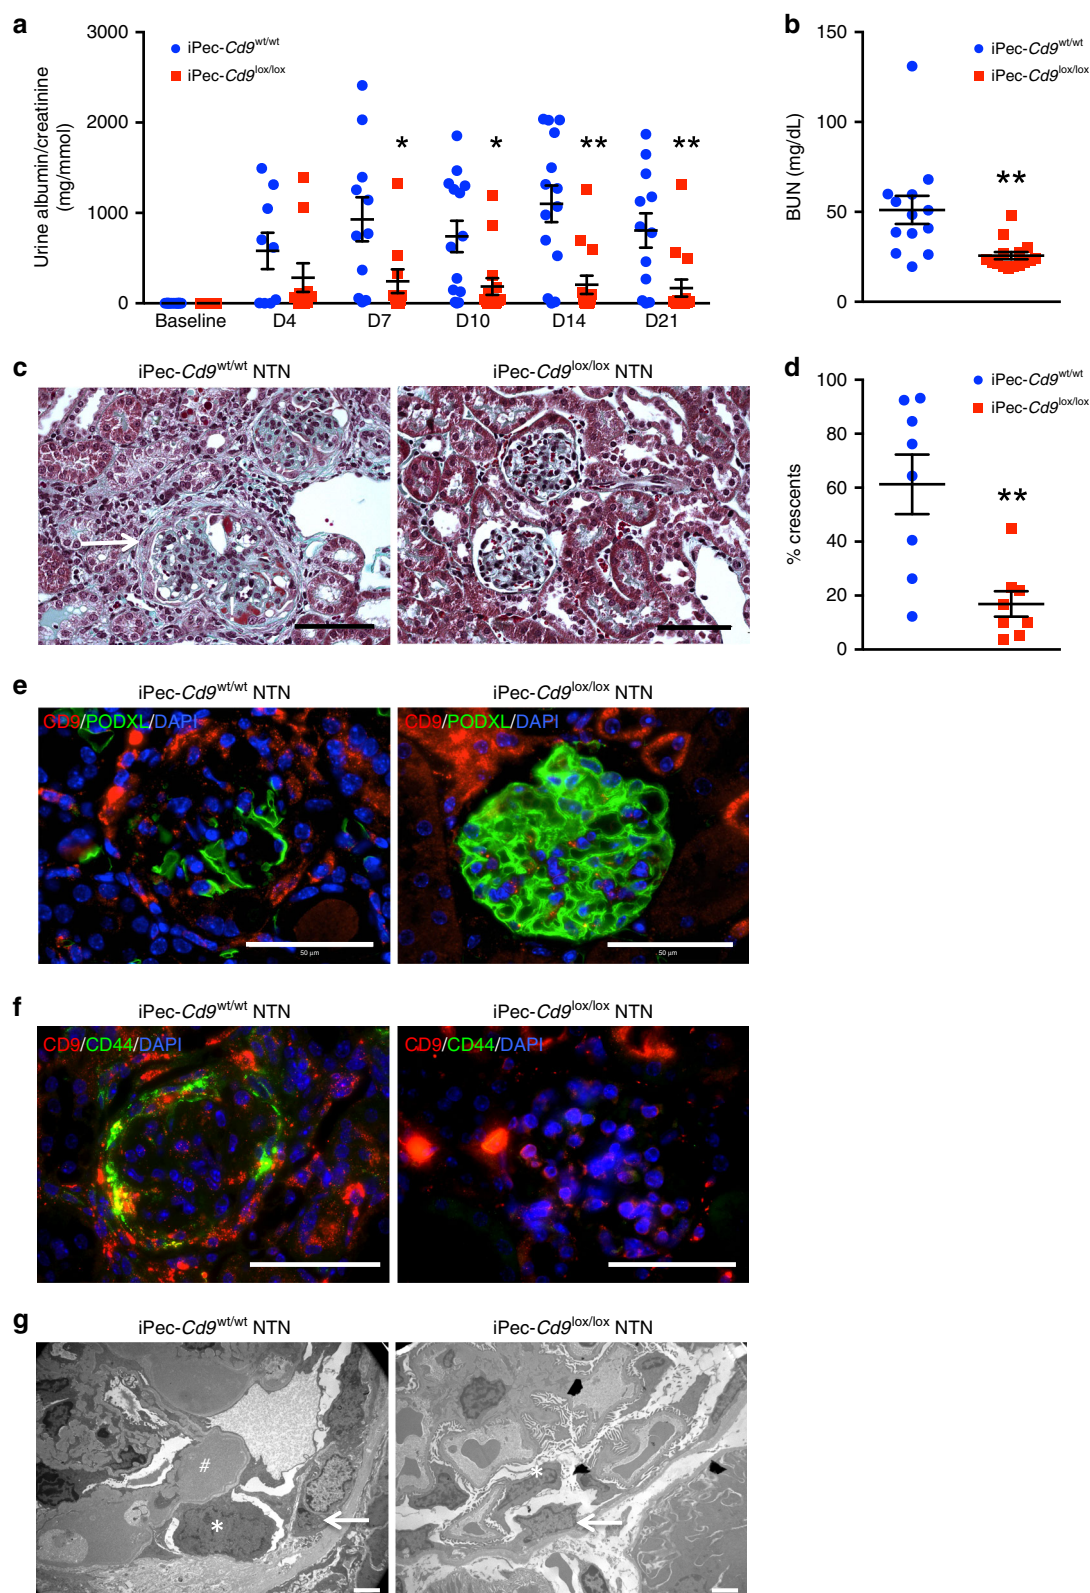 a
3000
2000
1000
0
Urine albumin/creatinine
(mg/mmol)
iPec-Cd9wt/wt
iPec-Cd9lox/lox
*
*
**
**
Baseline D4 D7 D10 D14 D21
b
150
100
50
0
BUN (mg/dL)
iPec-Cd9wt/wt
iPec-Cd9lox/lox
**
c
iPec-Cd9wt/wt NTN
iPec-Cd9lox/lox NTN
d
100
80
60
40
20
0
% crescents
iPec-Cd9wt/wt
iPec-Cd9lox/lox
**
e
iPec-Cd9wt/wt NTN
iPec-Cd9lox/lox NTN
CD9/PODXL/DAPI
CD9/PODXL/DAPI
50 µm
50 µm
f
iPec-Cd9wt/wt NTN
iPec-Cd9lox/lox NTN
CD9/CD44/DAPI
CD9/CD44/DAPI
g
iPec-Cd9wt/wt NTN
iPec-Cd9lox/lox NTN
#
*
*